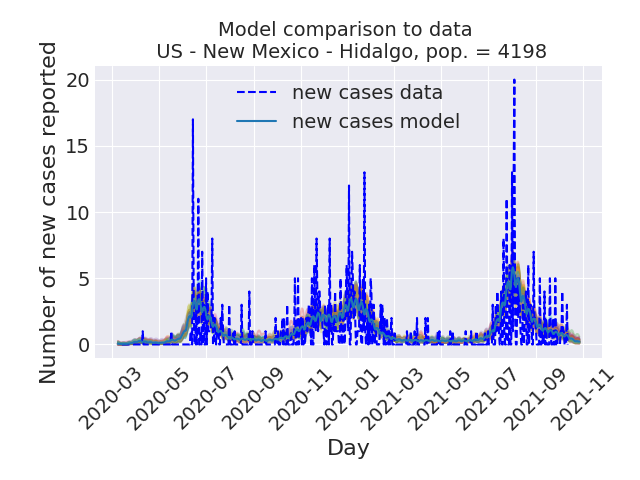 Model comparison to data
US - New Mexico - Hidalgo, pop. = 4198
new cases data
new cases model
Number of new cases reported
20
15
10
5
0
2020-03
2020-05
2020-07
2020-09
2020-11
2021-01
2021-03
2021-05
2021-07
2021-09
2021-11
Day